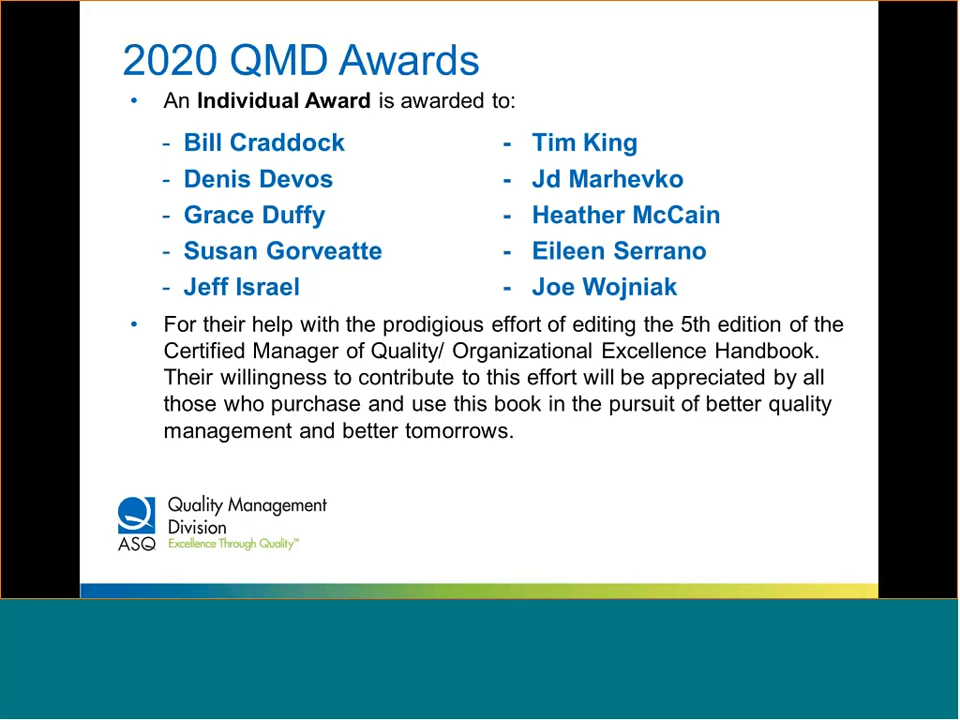 2020 QMD Awards
• An Individual Award is awarded to:
- Bill Craddock
- Denis Devos
- Grace Duffy
- Susan Gorveatte
- Jeff Israel
- Tim King
- Jd Marhevko
- Heather McCain
- Eileen Serrano
- Joe Wojniak
• For their help with the prodigious effort of editing the 5th edition of the
Certified Manager of Quality/ Organizational Excellence Handbook.
Their willingness to contribute to this effort will be appreciated by all
those who purchase and use this book in the pursuit of better quality
management and better tomorrows.
Quality Management
Division
ASQ Excellence Through Quality™